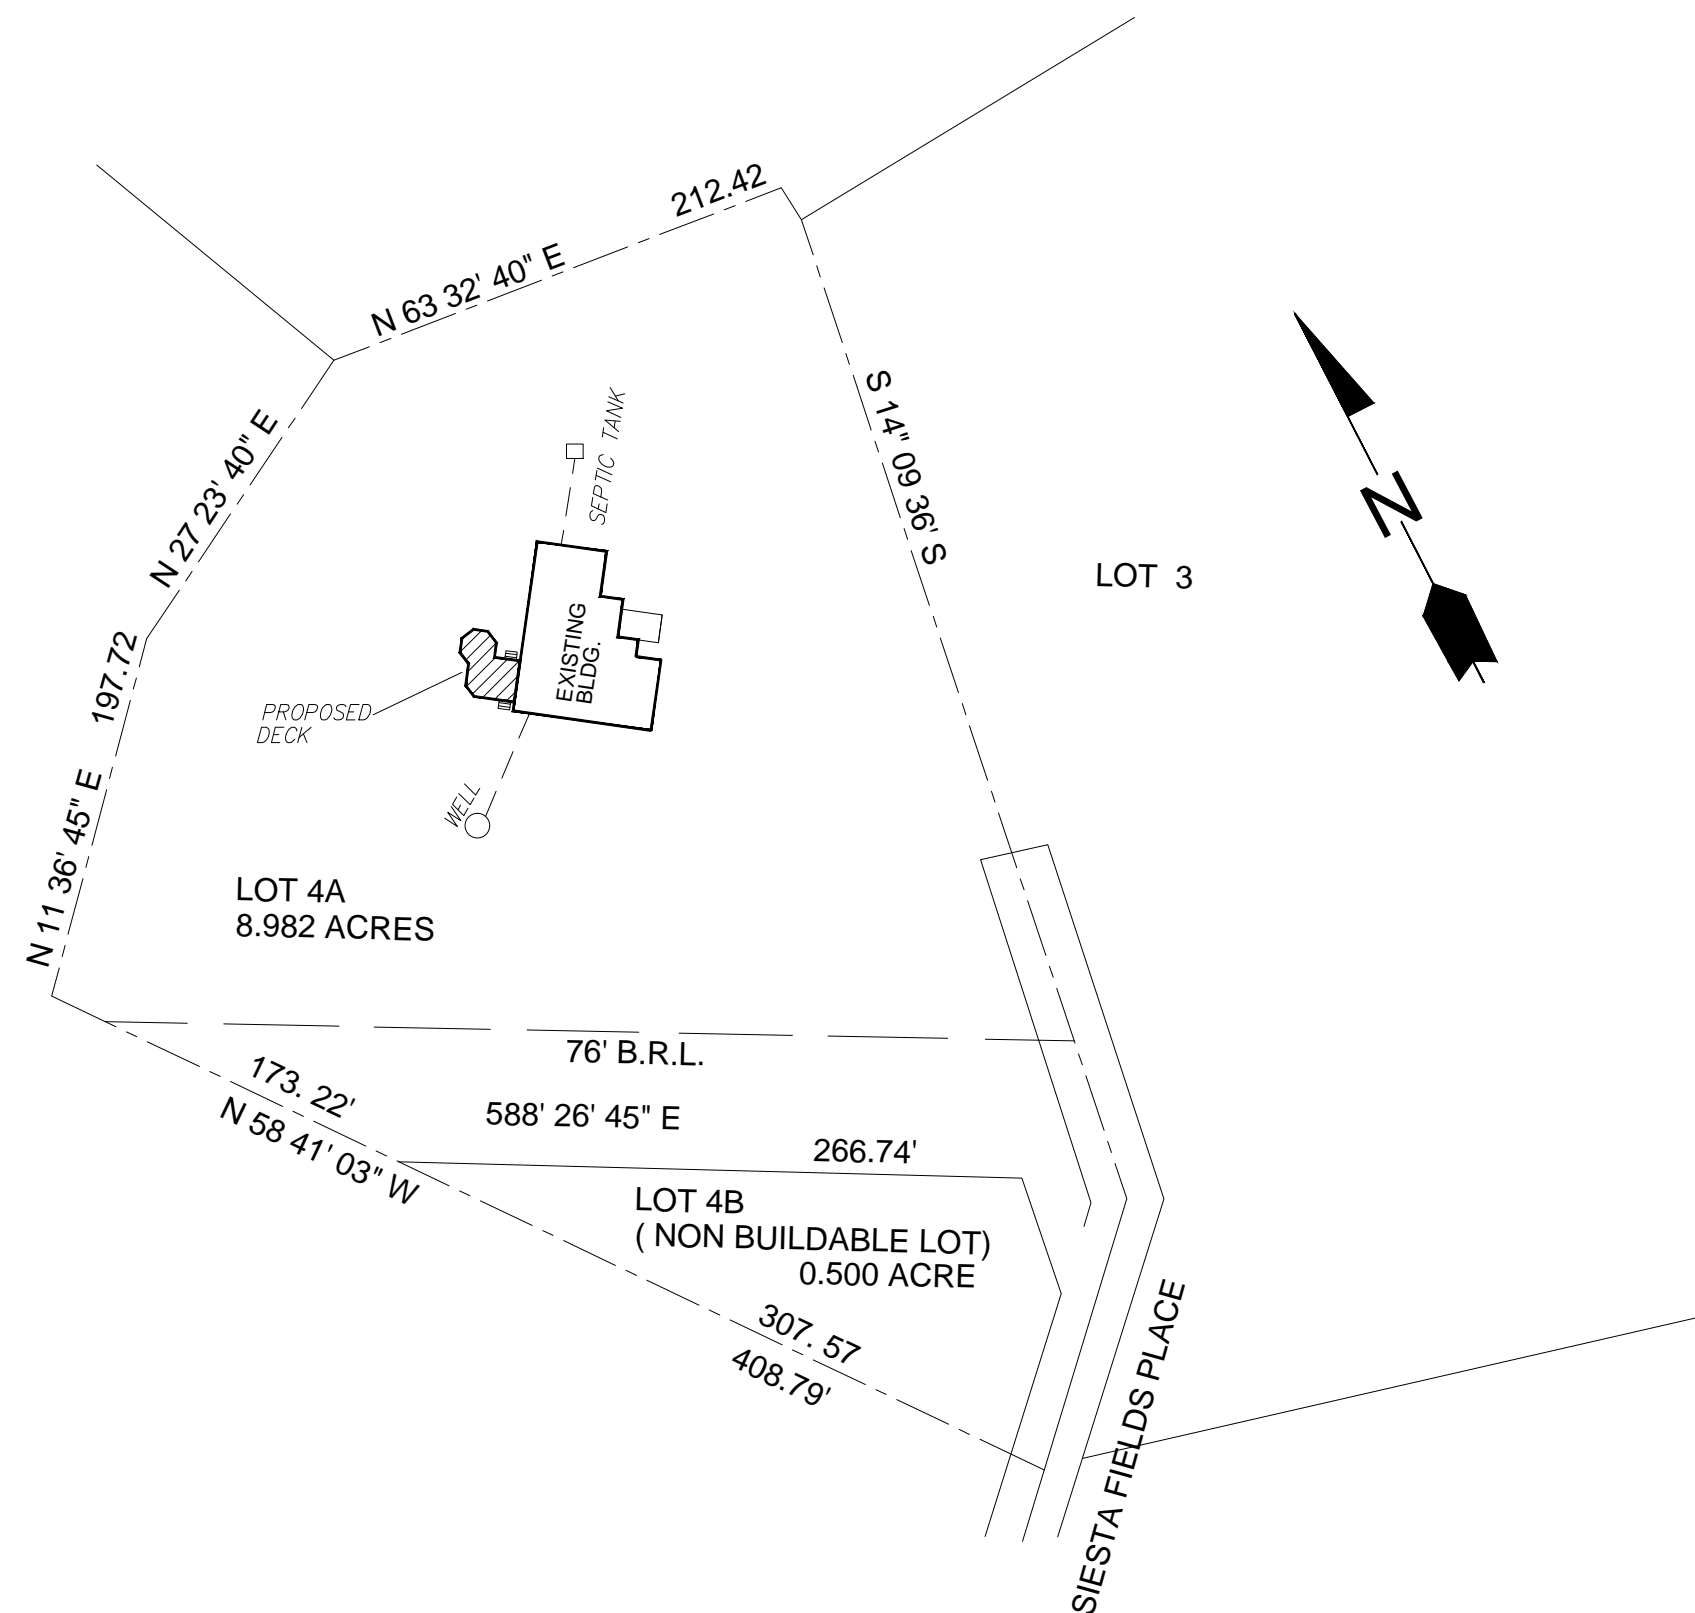 212.42
N 63 32' 40" E
N 27 23' 40" E
S 14" 09 36' S
SEPTIC TANK
N
LOT 3
EXISTING
BLDG.
197.72
PROPOSED
DECK
WELL
N 11 36' 45" E
LOT 4A
8.982 ACRES
76' B.R.L.
173. 22'
N 58 41' 03" W
588' 26' 45" E
266.74'
LOT 4B
( NON BUILDABLE LOT)
0.500 ACRE
307. 57
408.79'
SIESTA FIELDS PLACE